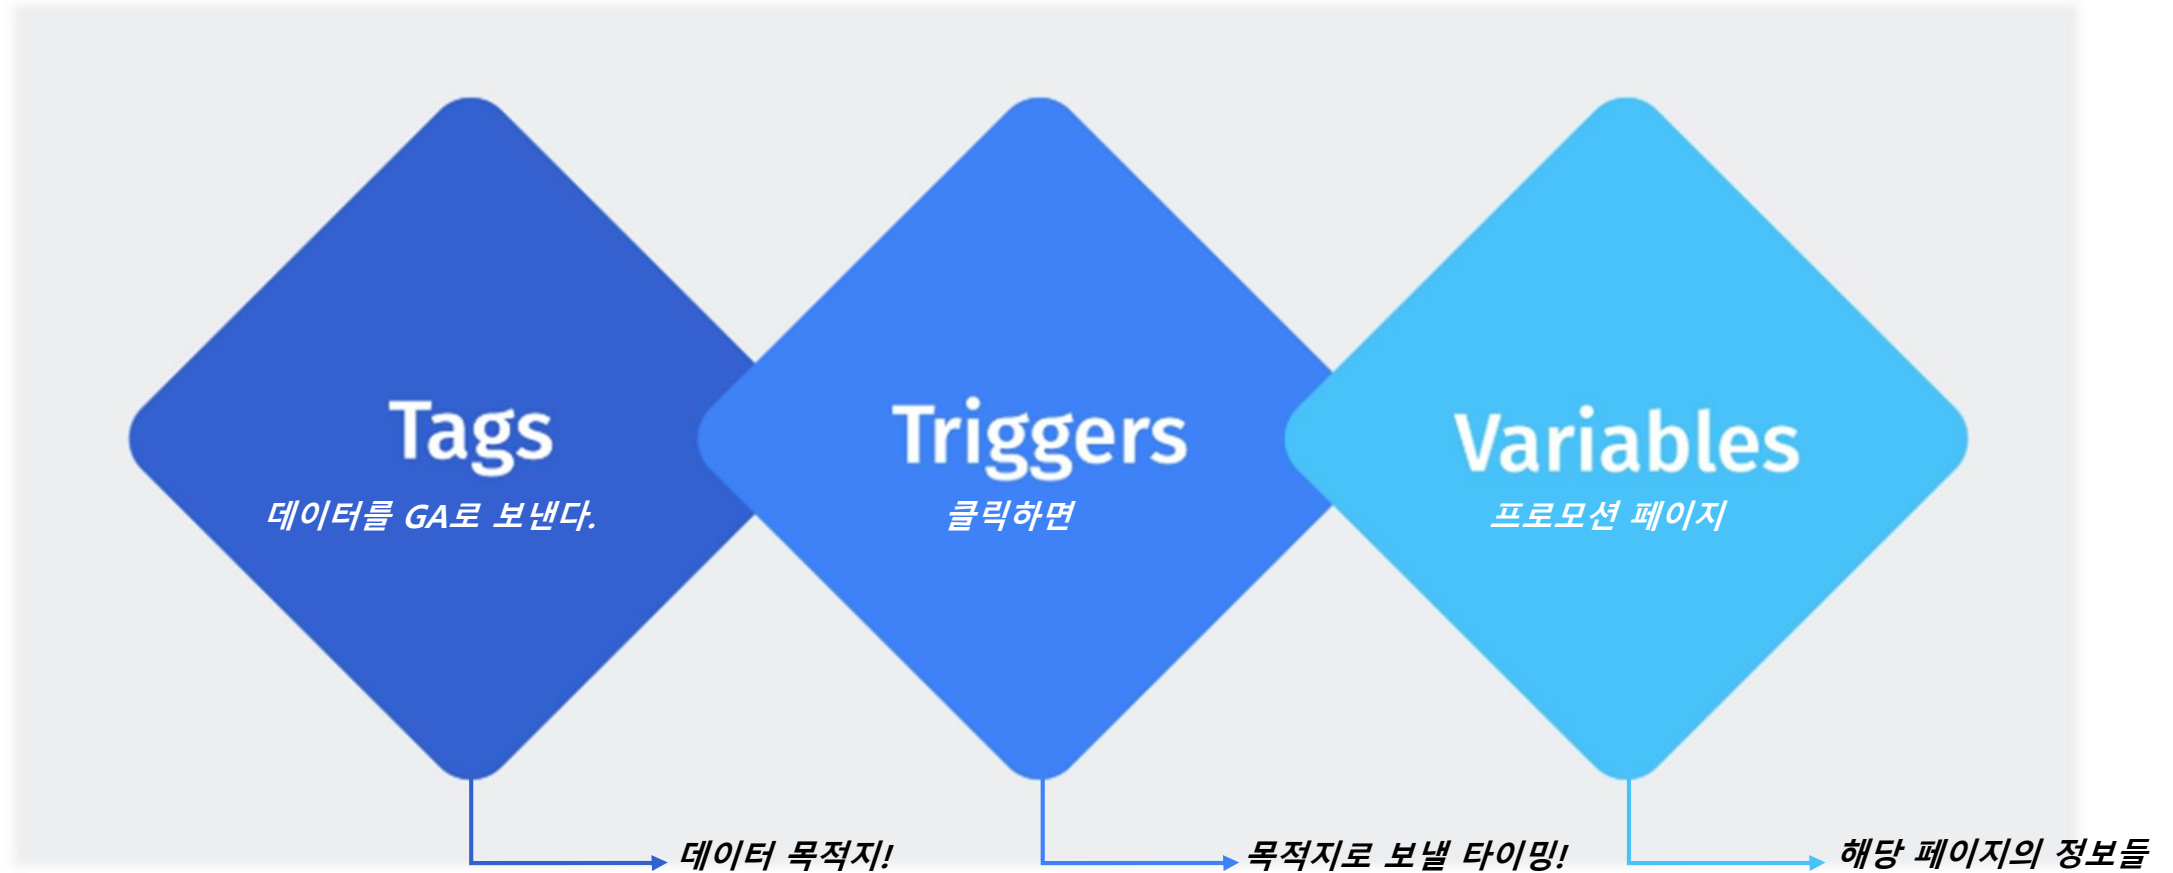 Tags
데이터를 GA로 보낸다.
Triggers
클릭하면
Variables
프로모션 페이지
데이터 목적지!
목적지로 보낼 타이밍!
해당 페이지의 정보들